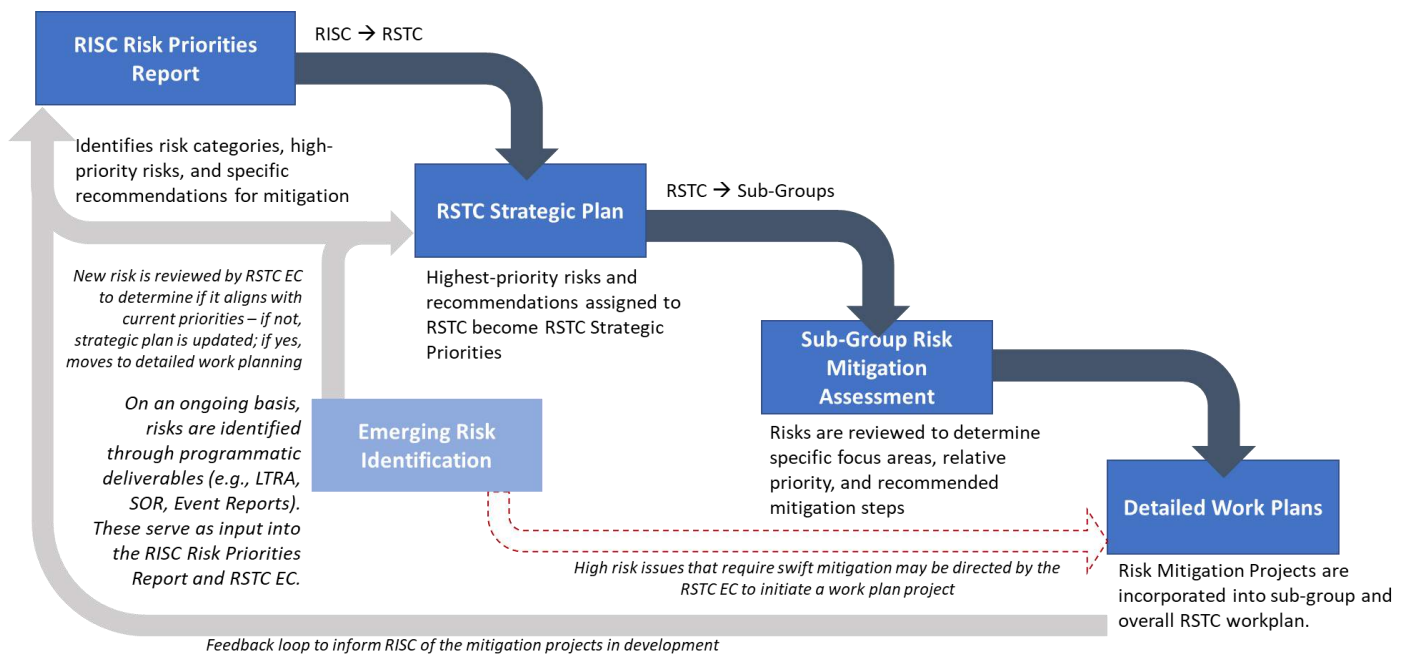 RISC Risk Priorities
Report
RISC → RSTC
Identifies risk categories, high-
priority risks, and specific
recommendations for mitigation
RSTC Strategic Plan
RSTC → Sub-Groups
Highest-priority risks and
recommendations assigned to
RSTC become RSTC Strategic
Priorities
New risk is reviewed by RSTC EC
to determine if it aligns with
current priorities – if not,
strategic plan is updated; if yes,
moves to detailed work planning
Sub-Group Risk
Mitigation
Assessment
Risks are reviewed to determine
specific focus areas, relative
priority, and recommended
mitigation steps
On an ongoing basis,
risks are identified
through programmatic
deliverables (e.g., LTRA,
SOR, Event Reports).
These serve as input into
the RISC Risk Priorities
Report and RSTC EC.
Emerging Risk
Identification
Detailed Work Plans
Risk Mitigation Projects are
incorporated into sub-group and
overall RSTC workplan.
High risk issues that require swift mitigation may be directed by the
RSTC EC to initiate a work plan project
Feedback loop to inform RISC of the mitigation projects in development